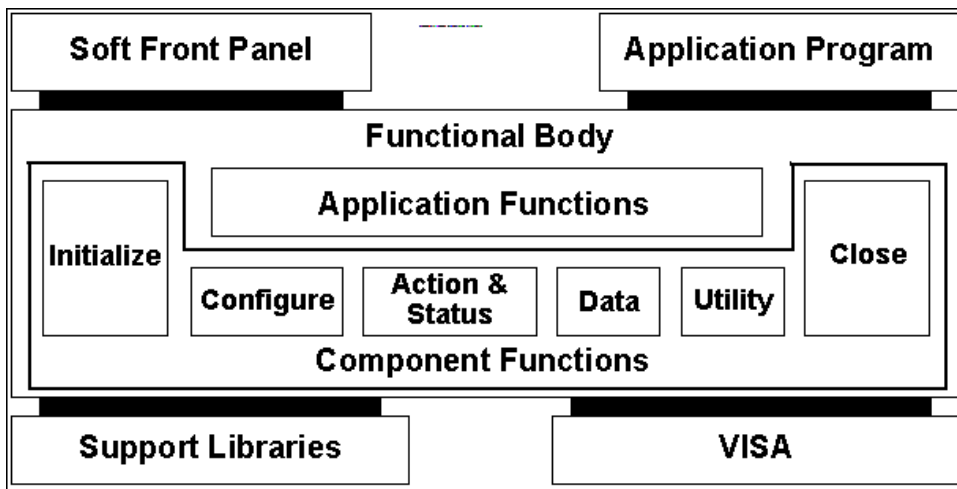 Soft Front Panel
Application Program
Functional Body
Application Functions
Initialize
Close
Configure
Action &
Status
Data
Utility
Component Functions
Support Libraries
VISA